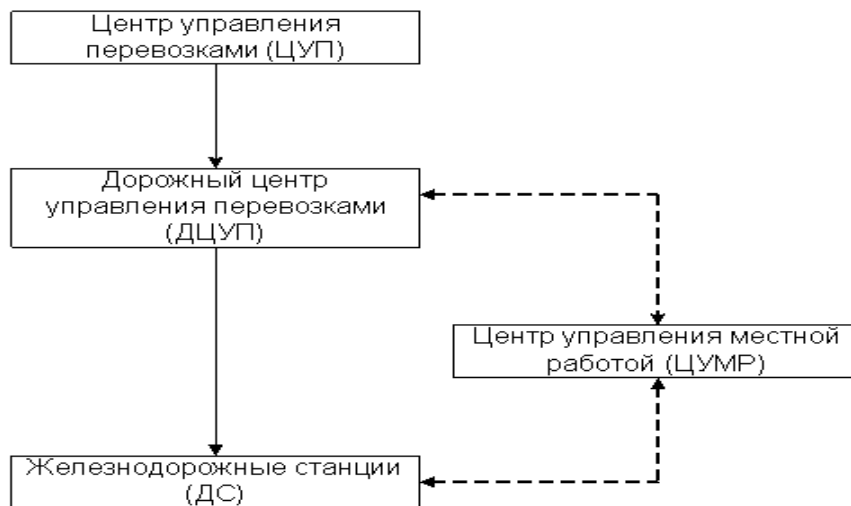 Центр управления
перевозками (ЦУП)
Дорожный центр
управления перевозками
(ДЦУП)
Центр управления местной
работой (ЦУМР)
Железнодорожные станции
(ДС)